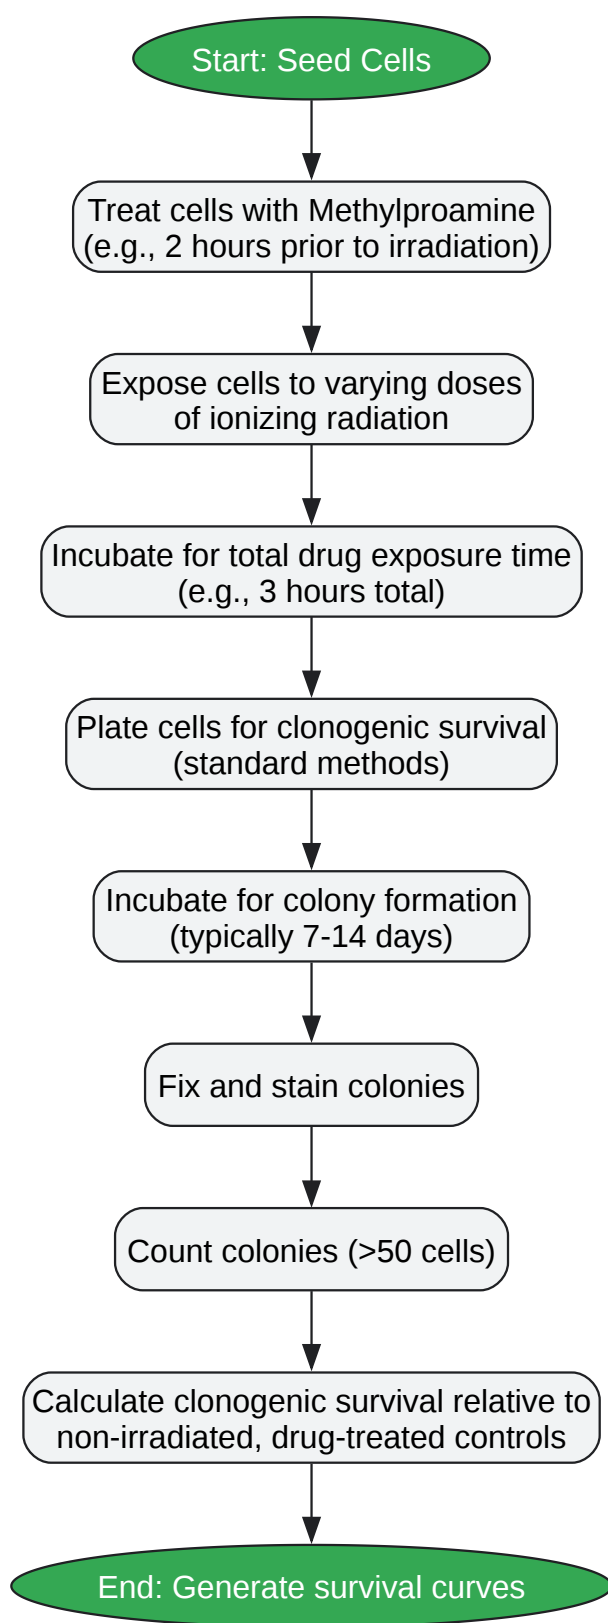 Start: Seed Cells
Treat cells with Methylproamine
(e.g., 2 hours prior to irradiation)
Expose cells to varying doses
of ionizing radiation
Incubate for total drug exposure time
(e.g., 3 hours total)
Plate cells for clonogenic survival
(standard methods)
Incubate for colony formation
(typically 7-14 days)
Fix and stain colonies
Count colonies (>50 cells)
Calculate clonogenic survival relative to
non-irradiated, drug-treated controls
End: Generate survival curves